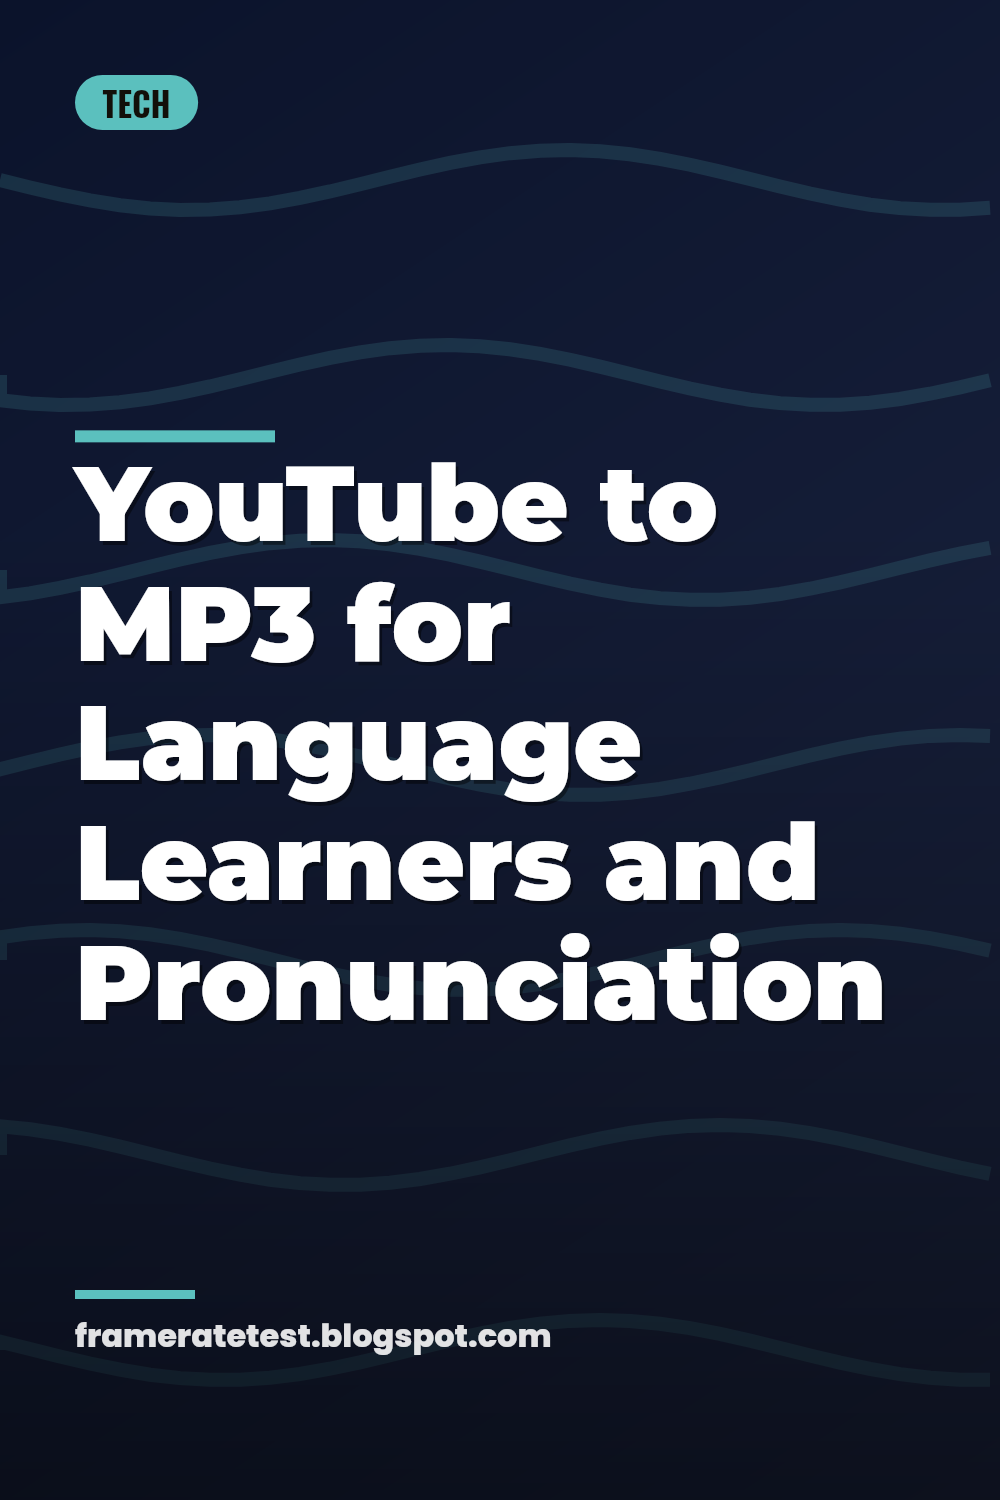 TECH
YouTube to
MP3 for
Language
Learners and
Pronunciation
frameratetest.blogspot.com